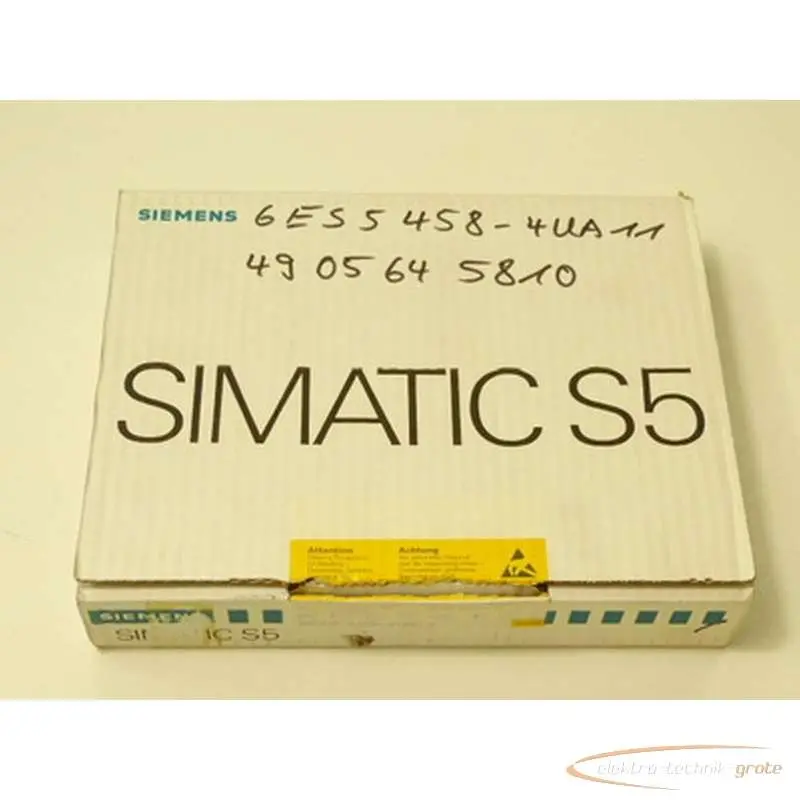 SIEMENS 6ES5 458-4UA11
49 05 64 5810
SIMATIC S5
Attention
Achtung
SIEMENS
SI IC S5
elektro-technik-grote